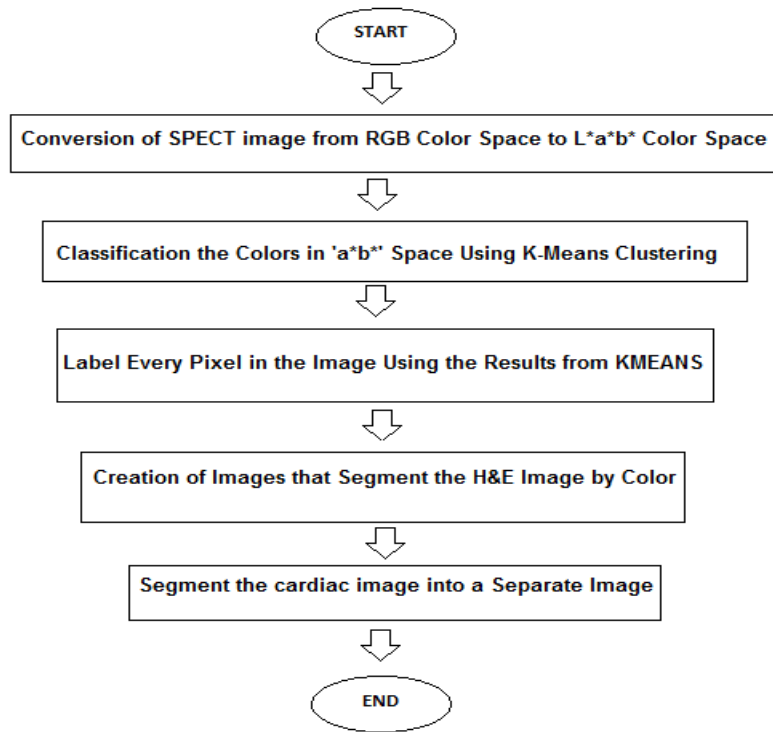 START
Conversion of SPECT image from RGB Color Space to L*a*b* Color Space
Classification the Colors in 'a*b*' Space Using K-Means Clustering
Label Every Pixel in the Image Using the Results from KMEANS
Creation of Images that Segment the H&E Image by Color
Segment the cardiac image into a Separate Image
END